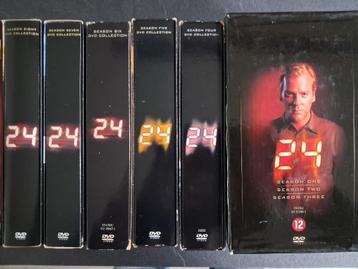 SEASON EIGHT
DVD COLLECTION
24
DVD
SEASON SEVEN
DVD COLLECTION
24
DVD
SEASON SIX
DVD COLLECTION
24
DVD
SEASON FIVE
DVD COLLECTION
24
DVD
SEASON FOUR
DVD COLLECTION
24
DVD
24
SEASON ONE
SEASON TWO
SEASON THREE
12
DVD